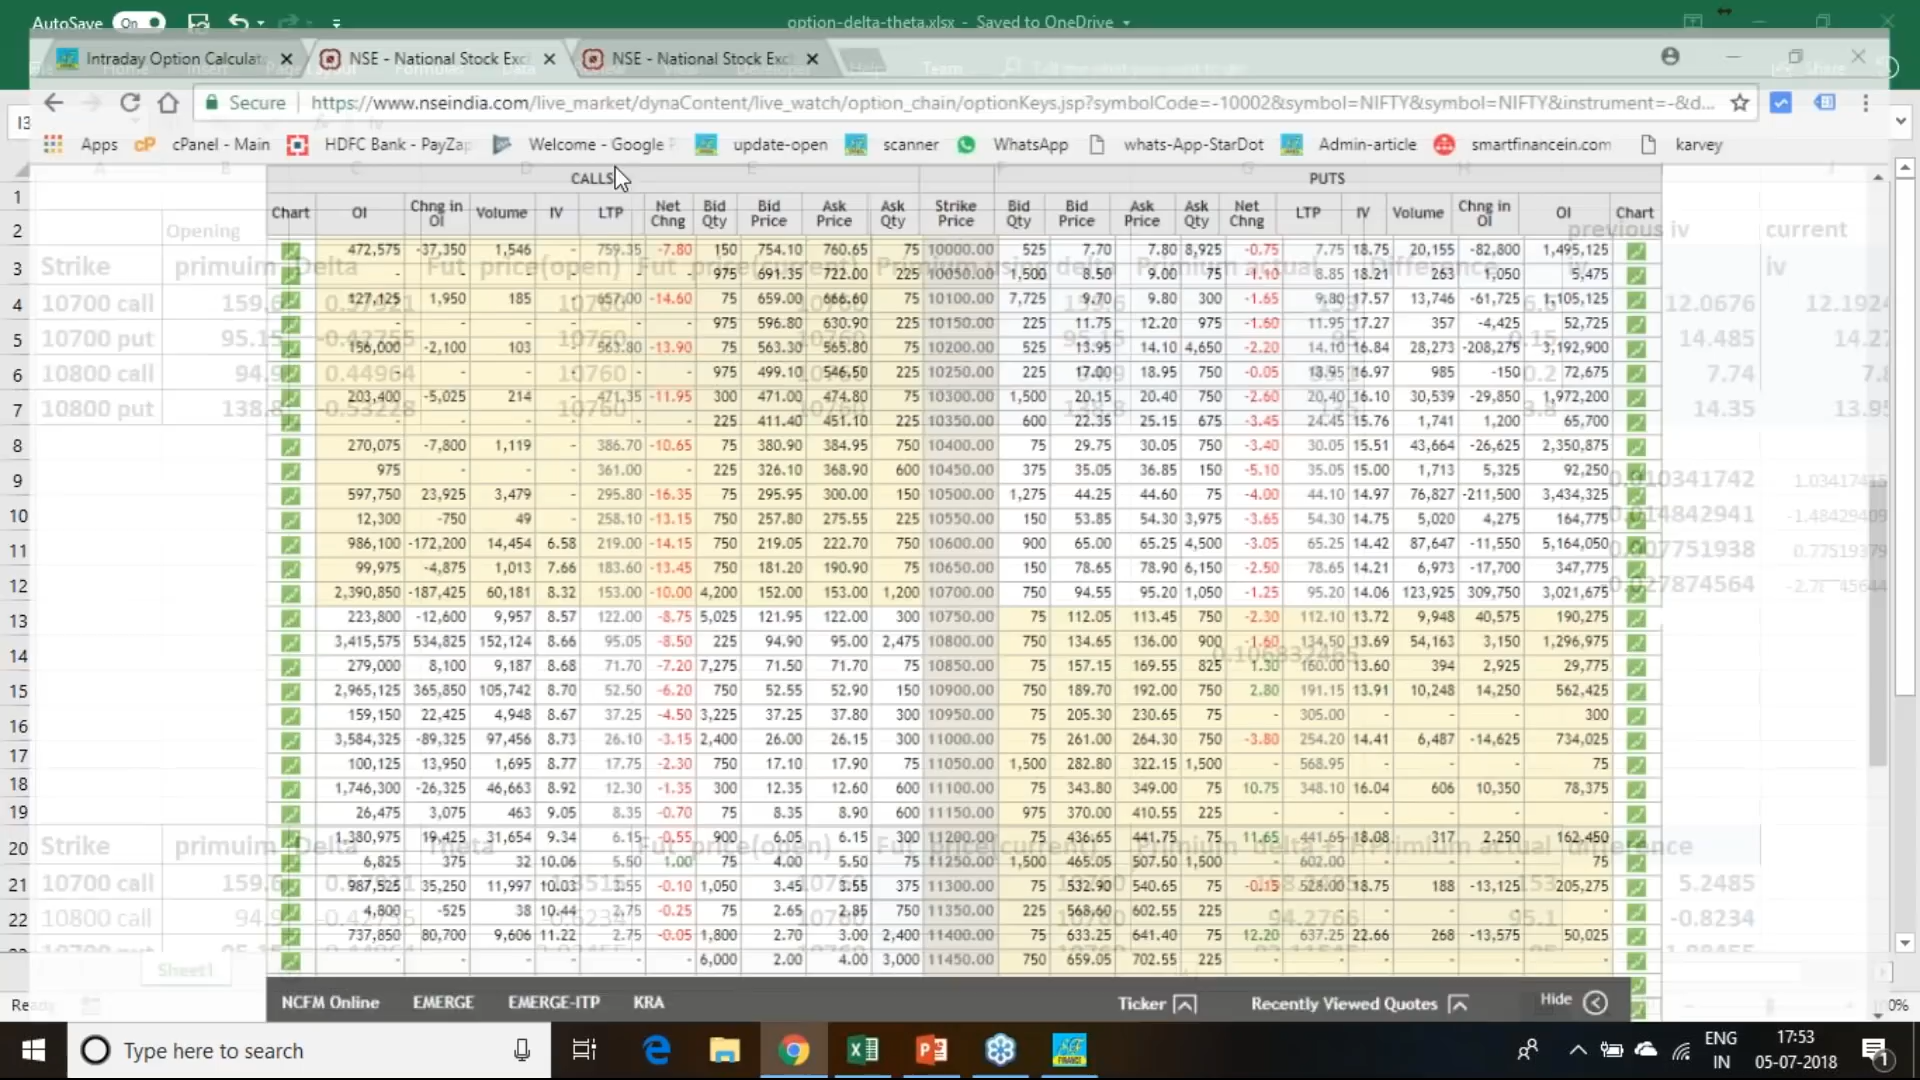 AutoSave On option-delta-theta.xlsx - Saved to OneDrive
Intraday Option Calculat NSE - National Stock Exc NSE - National Stock Exc
Secure https://www.nseindia.com/live_market/dynaContent/live_watch/option_chain/optionKeys.jsp?symbolCode=-10002&symbol=NIFTY&symbol=NIFTY&instrument=-&d...
Apps cPanel - Main HDFC Bank - PayZap Welcome - Google update-open scanner WhatsApp whats-App-StarDot Admin-article smartfinancein.com karvey
CALLS PUTS
Chart OI Chng in OI Volume IV LTP Net Chng Bid Qty Bid Price Ask Price Ask Qty Strike Price Bid Qty Bid Price Ask Price Ask Qty Net Chng LTP IV Volume Chng in OI OI Chart
472,575 -37,350 1,546 - 759.35 -7.80 150 754.10 760.65 75 10000.00 525 7.70 7.80 8,925 -0.75 7.75 18.75 20,155 -82,800 1,495,125
- - - - - - 975 691.35 722.00 225 10050.00 1,500 8.50 9.00 75 -1.10 8.85 18.21 263 1,050 5,475
127,125 1,950 185 - 657.00 -14.60 75 659.00 666.60 75 10100.00 7,725 9.70 9.80 300 -1.65 9.80 17.57 13,746 -61,725 1,105,125
- - - - - - 975 596.80 630.90 225 10150.00 225 11.75 12.20 975 -1.60 11.95 17.27 357 -4,425 52,725
156,000 -2,100 103 - 563.80 -13.90 75 563.30 565.80 75 10200.00 525 13.95 14.10 4,650 -2.20 14.10 16.84 28,273 -208,275 3,192,900
- - - - - - 975 499.10 546.50 225 10250.00 225 17.00 18.95 750 -0.05 18.95 16.97 985 -150 72,675
203,400 -5,025 214 - 471.35 -11.95 300 471.00 474.80 75 10300.00 1,500 20.15 20.40 750 -2.60 20.40 16.10 30,539 -29,850 1,972,200
- - - - - - 225 411.40 451.10 225 10350.00 600 22.35 25.15 675 -3.45 24.45 15.76 1,741 1,200 65,700
270,075 -7,800 1,119 - 386.70 -10.65 75 380.90 384.95 750 10400.00 75 29.75 30.05 750 -3.40 30.05 15.51 43,664 -26,625 2,350,875
975 - - - 361.00 - 225 326.10 368.90 600 10450.00 375 35.05 36.85 150 -5.10 35.05 15.00 1,713 5,325 92,250
597,750 23,925 3,479 - 295.80 -16.35 75 295.95 300.00 150 10500.00 1,275 44.25 44.60 75 -4.00 44.10 14.97 76,827 -211,500 3,434,325
12,300 -750 49 - 258.10 -13.15 750 257.80 275.55 225 10550.00 150 53.85 54.30 3,975 -3.65 54.30 14.75 5,020 4,275 164,775
986,100 -172,200 14,454 6.58 219.00 -14.15 750 219.05 222.70 750 10600.00 900 65.00 65.25 4,500 -3.05 65.25 14.42 87,647 -11,550 5,164,050
99,975 -4,875 1,013 7.66 183.60 -13.45 750 181.20 190.90 75 10650.00 150 78.65 78.90 6,150 -2.50 78.65 14.21 6,973 -17,700 347,775
2,390,850 -187,425 60,181 8.32 153.00 -10.00 4,200 152.00 153.00 1,200 10700.00 750 94.55 95.20 1,050 -1.25 95.20 14.06 123,925 309,750 3,021,675
223,800 -12,600 9,957 8.57 122.00 -8.75 5,025 121.95 122.00 300 10750.00 75 112.05 113.45 750 -2.30 112.10 13.72 9,948 40,575 190,275
3,415,575 534,825 152,124 8.66 95.05 -8.50 225 94.90 95.00 2,475 10800.00 750 134.65 136.00 900 -1.60 134.50 13.69 54,163 3,150 1,296,975
279,000 8,100 9,187 8.68 71.70 -7.20 7,275 71.50 71.70 75 10850.00 75 157.15 169.55 825 1.30 160.00 13.60 394 2,925 29,775
2,965,125 365,850 105,742 8.70 52.50 -6.20 750 52.55 52.90 150 10900.00 750 189.70 192.00 750 2.80 191.15 13.91 10,248 14,250 562,425
159,150 22,425 4,948 8.67 37.25 -4.50 3,225 37.25 37.80 300 10950.00 75 205.30 230.65 75 - 305.00 - - - 300
3,584,325 -89,325 97,456 8.73 26.10 -3.15 2,400 26.00 26.15 300 11000.00 75 261.00 264.30 750 -3.80 254.20 14.41 6,487 -14,625 734,025
100,125 13,950 1,695 8.77 17.75 -2.30 750 17.10 17.90 75 11050.00 1,500 282.80 322.15 1,500 - 568.95 - - - 75
1,746,300 -26,325 46,663 8.92 12.30 -1.35 300 12.35 12.60 600 11100.00 75 343.80 349.00 75 10.75 348.10 16.04 606 10,350 78,375
26,475 3,075 463 9.05 8.35 -0.70 75 8.35 8.90 600 11150.00 975 370.00 410.55 225 - - - - - -
1,380,975 19,425 31,654 9.34 6.15 -0.55 900 6.05 6.15 300 11200.00 75 436.65 441.75 75 11.65 441.65 18.08 317 2,250 162,450
6,825 375 32 10.06 5.50 1.00 75 4.00 5.50 75 11250.00 1,500 465.05 507.50 1,500 - 602.00 - - - 75
987,525 35,250 11,997 10.03 3.55 -0.10 1,050 3.45 3.55 375 11300.00 75 532.90 540.65 75 -0.15 528.00 18.75 188 -13,125 205,275
4,800 -525 38 10.44 2.75 -0.25 75 2.65 2.85 750 11350.00 225 568.60 602.55 225 - - - - - -
737,850 80,700 9,606 11.22 2.75 -0.05 1,800 2.70 3.00 2,400 11400.00 75 633.25 641.40 75 12.20 637.25 22.66 268 -13,575 50,025
- - - - - - 6,000 2.00 4.00 3,000 11450.00 750 659.05 702.55 225 - - - - - -
NCFM Online EMERGE EMERGE-ITP KRA Ticker Recently Viewed Quotes Hide
Opening previous iv current iv
Strike primuim Delta Fut price(open) Premium actual
10700 call
10700 put
10800 call
10800 put
12.0676
14.485
7.74
14.35
Strike primuim Delta Theta
10700 call
10800 call
5.2485
-0.8234
Sheet1
Type here to search
ENG IN 17:53 05-07-2018 1